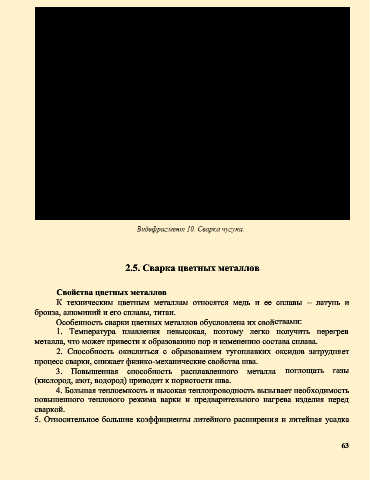 Видеофрагмент 10. Сварка чугуна.
2.5. Сварка цветных металлов
Свойства цветных металлов
К техническим цветным металлам относятся медь и ее сплавы – латунь и
бронза, алюминий и его сплавы, титан.
Особенность сварки цветных металлов обусловлена их свойствами:
1. Температура плавления невысокая, поэтому легко получить перегрев
металла, что может привести к образованию пор и изменению состава сплава.
2. Способность окисляться с образованием тугоплавких оксидов затрудняет
процесс сварки, снижает физико-механические свойства шва.
3. Повышенная способность расплавленного металла поглощать газы
(кислород, азот, водород) приводит к пористости шва.
4. Большая теплоемкость и высокая теплопроводность вызывает необходимость
повышенного теплового режима варки и предварительного нагрева изделия перед
сваркой.
5. Относительное большие коэффициенты литейного расширения и литейная усадка
63